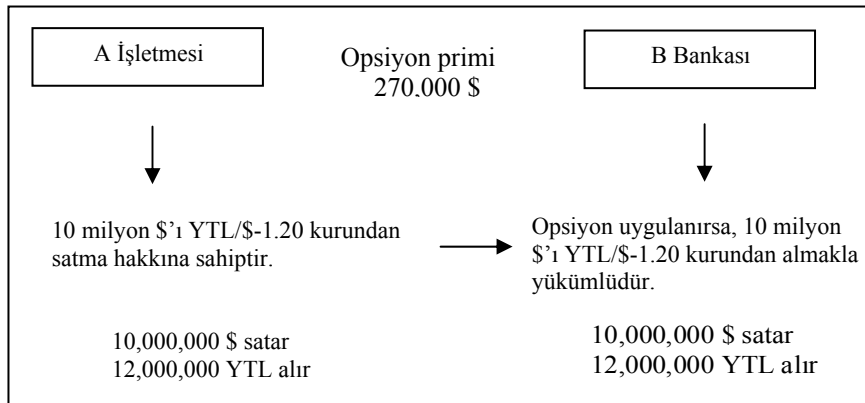 A İşletmesi
Opsiyon primi
270,000 $
B Bankası
10 milyon $'ı YTL/$-1.20 kurundan
satma hakkına sahiptir.
Opsiyon uygulanırsa, 10 milyon
$'ı YTL/$-1.20 kurundan almakla
yükümlüdür.
10,000,000 $ satar
12,000,000 YTL alır
10,000,000 $ satar
12,000,000 YTL alır